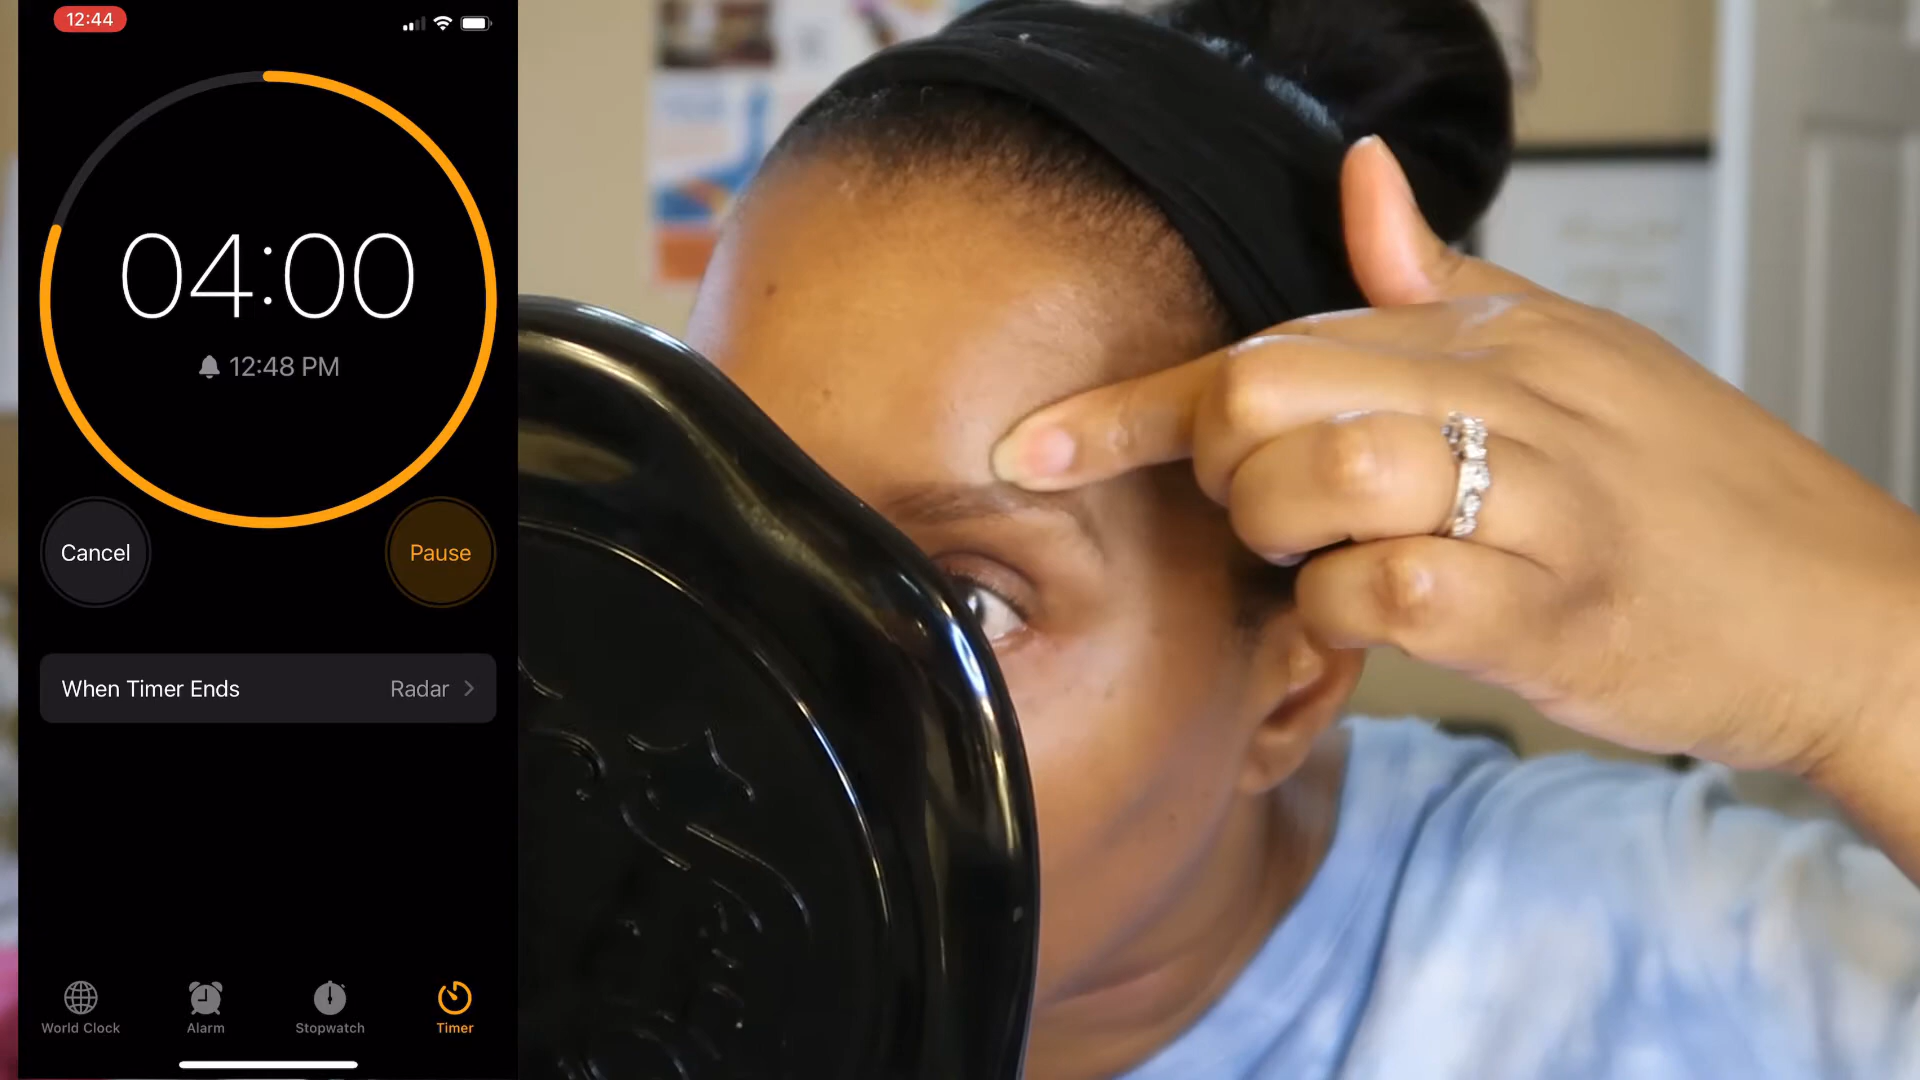 12:44
04:00
12:48 PM
Cancel
Pause
When Timer Ends
Radar
World Clock
Alarm
Stopwatch
Timer